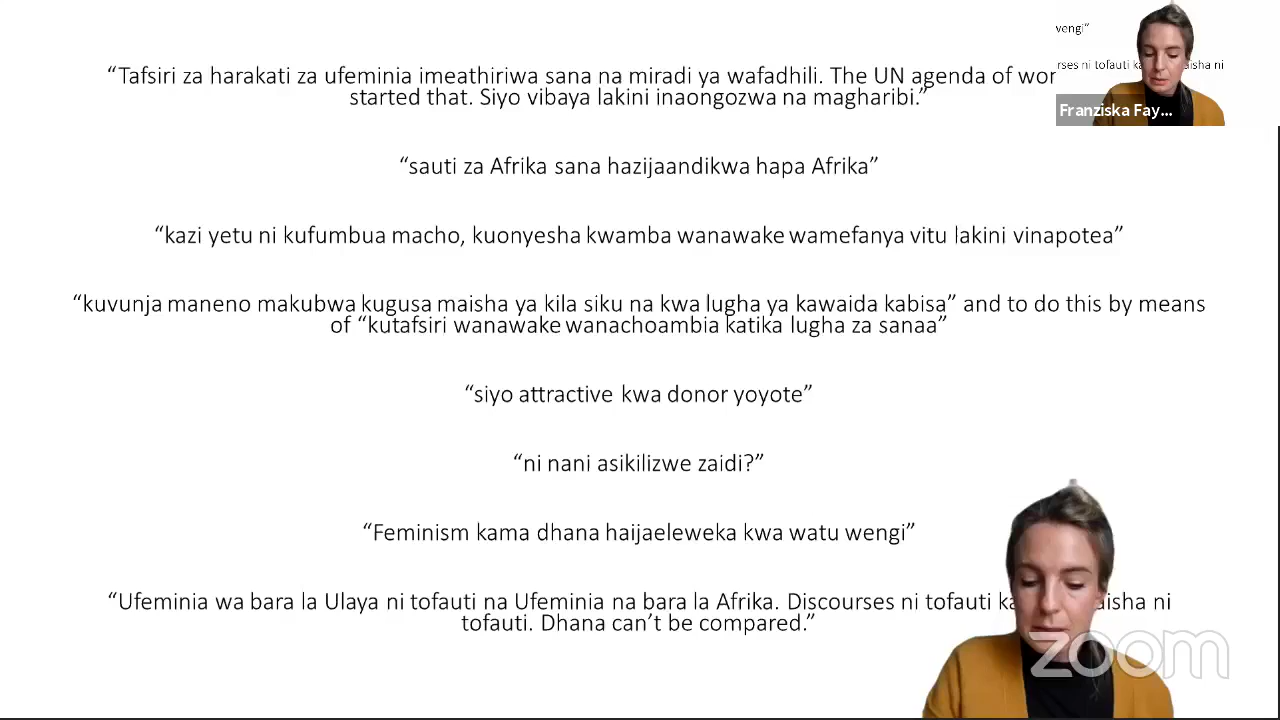 “Tafsiri za harakati za ufeminia imeathiriwa sana na miradi ya wafadhili. The UN agenda of
started that. Siyo vibaya lakini inaongozwa na magharibi.”
“sauti za Afrika sana hazijaandikwa hapa Afrika”
“kazi yetu ni kufumbua macho, kuonyesha kwamba wanawake wamefanya vitu lakini vinapotea”
“kuvunja maneno makubwa kugusa maisha ya kila siku na kwa lugha ya kawaida kabisa” and to do this by means
of “kutafsiri wanawake wanachoambia katika lugha za sanaa”
“siyo attractive kwa donor yoyote”
“ni nani asikilizwe zaidi?”
“Feminism kama dhana haijaeleweka kwa watu wengi”
“Ufeminia wa bara la Ulaya ni tofauti na Ufeminia na bara la Afrika. Discourses ni tofauti ni
tofauti. Dhana can’t be compared.”
vengi”
ni tofauti ni
Franziska Fay...
zoom